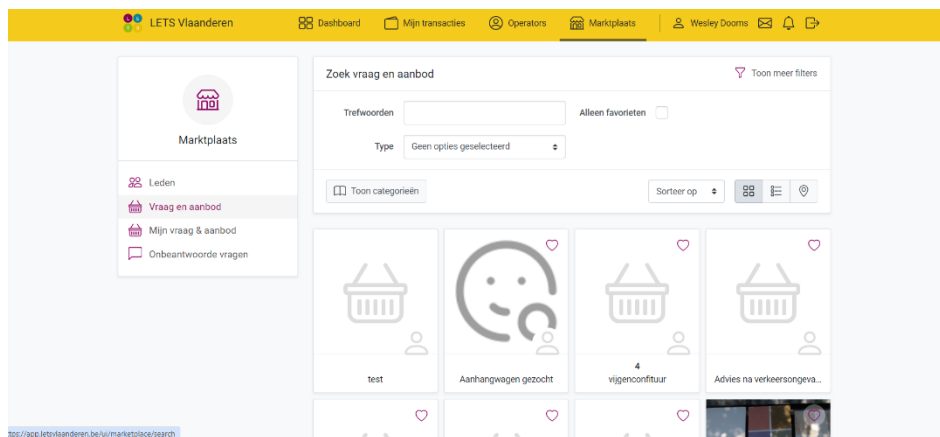 LETS Vlaanderen
Dashboard
Mijn transacties
Operators
Marktplaats
Wesley Dooms
Marktplaats
Leden
Vraag en aanbod
Mijn vraag & aanbod
Onbeantwoorde vragen
Zoek vraag en aanbod
Toon meer filters
Trefwoorden
Alleen favorieten
Type
Geen opties geselecteerd
Toon categorieën
Sorteer op
test
Aanhangwagen gezocht
4
vijgenconfituur
Advies na verkeersongeva...
ttps://app.letsvlaanderen.be/ui/marketplace/search